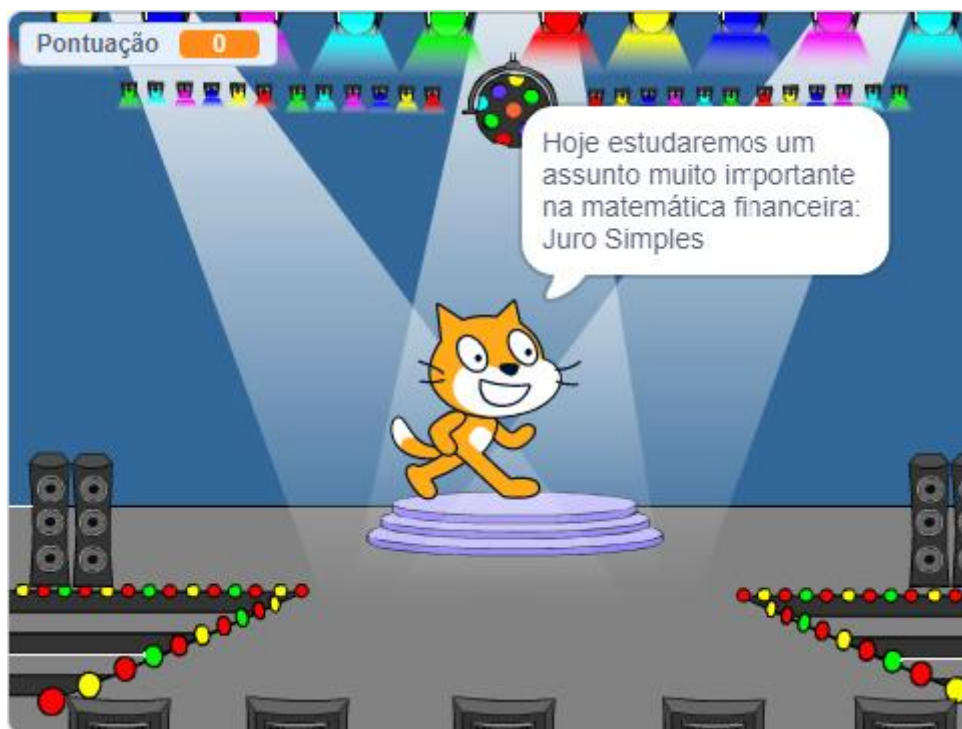 Pontuação 0
Hoje estudaremos um
assunto muito importante
na matemática financeira:
Juro Simples